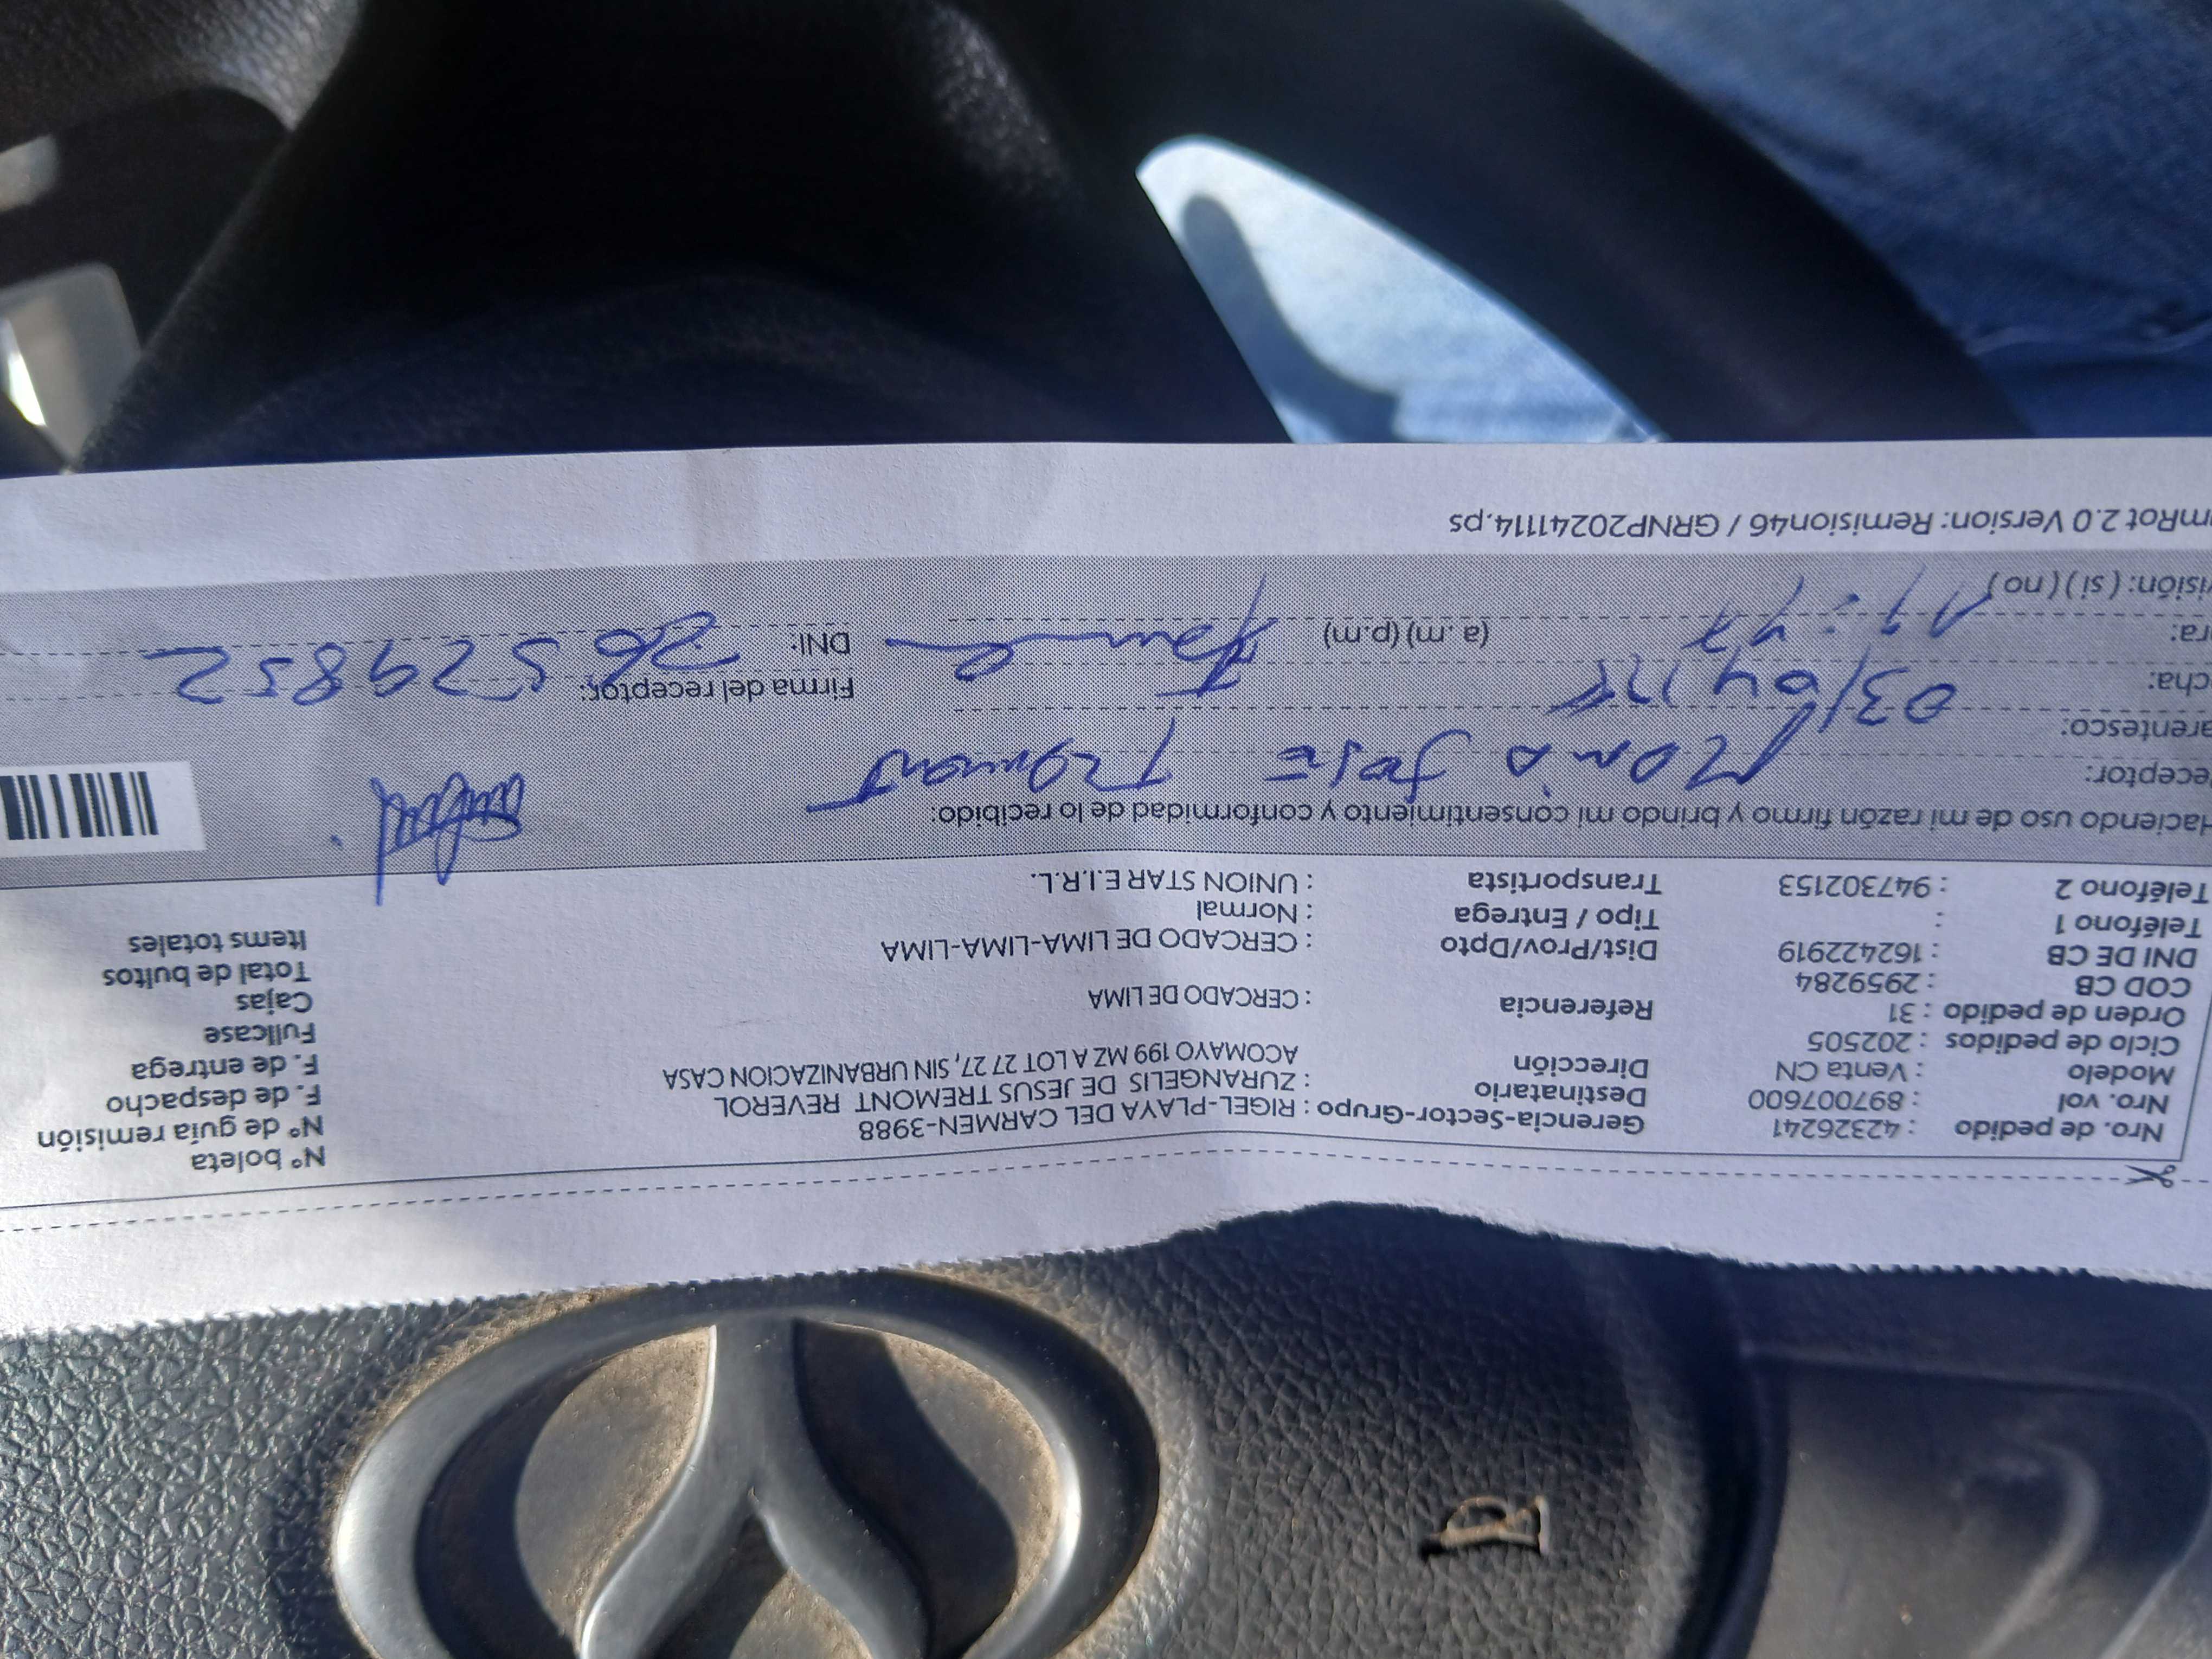 Nro. de pedido : 42326241
Nro. vol : 897007600
Modelo : Venta CN
Ciclo de pedidos : 202505
Orden de pedido : 31
COD CB : 2959284
DNI DE CB : 162422919
Teléfono 1 :
Teléfono 2 : 947302153
Gerencia-Sector-Grupo : RIGEL-PLAYA DEL CARMEN-3988
Destinatario : ZURANGELIS DE JESUS TREMONT REVEROL
Dirección ACOMAYO 199 MZ A LOT 27 27, SIN URBANIZACION CASA
Referencia : CERCADO DE LIMA
Dist/Prov/Dpto : CERCADO DE LIMA-LIMA-LIMA
Tipo / Entrega : Normal
Transportista : UNION STAR E.I.R.L.
N° boleta
N° de guía remisión
F. de despacho
F. de entrega
Fullcase
Cajas
Total de bultos
Items totales
Haciendo uso de mi razón firmo y brindo mi consentimiento y conformidad de lo recibido:
eceptor: María José Tremont
arentesco:
cha: 03/04/ Firma del receptor:
ra: (a.m) (p.m) DNI: 26529852
isión: ( si ) ( no )
mRot 2.0 Version: Remision46 / GRNP20241114.ps